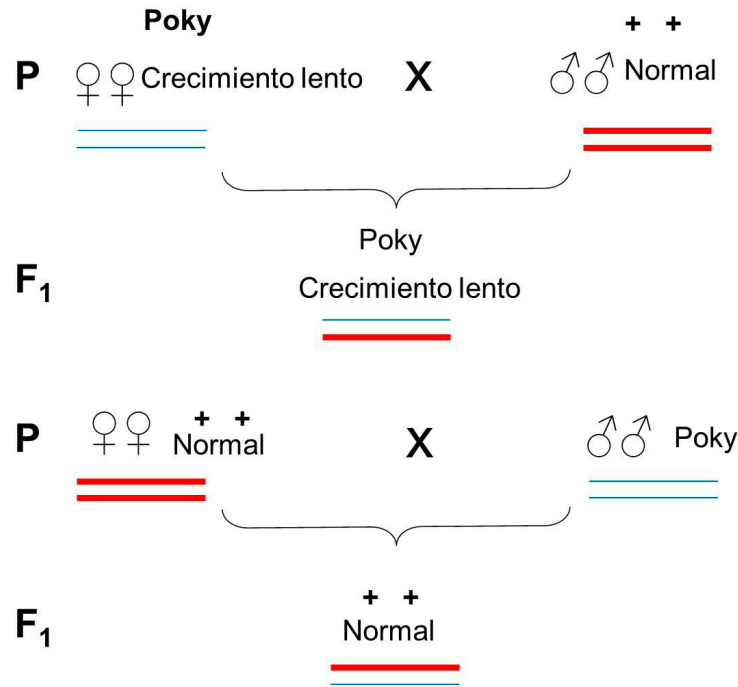 Poky
+ +
P ♀♀ Crecimiento lento X ♂♂ Normal
Poky
F₁
Crecimiento lento
+ +
P ♀♀ Normal X ♂♂ Poky
+ +
F₁ Normal